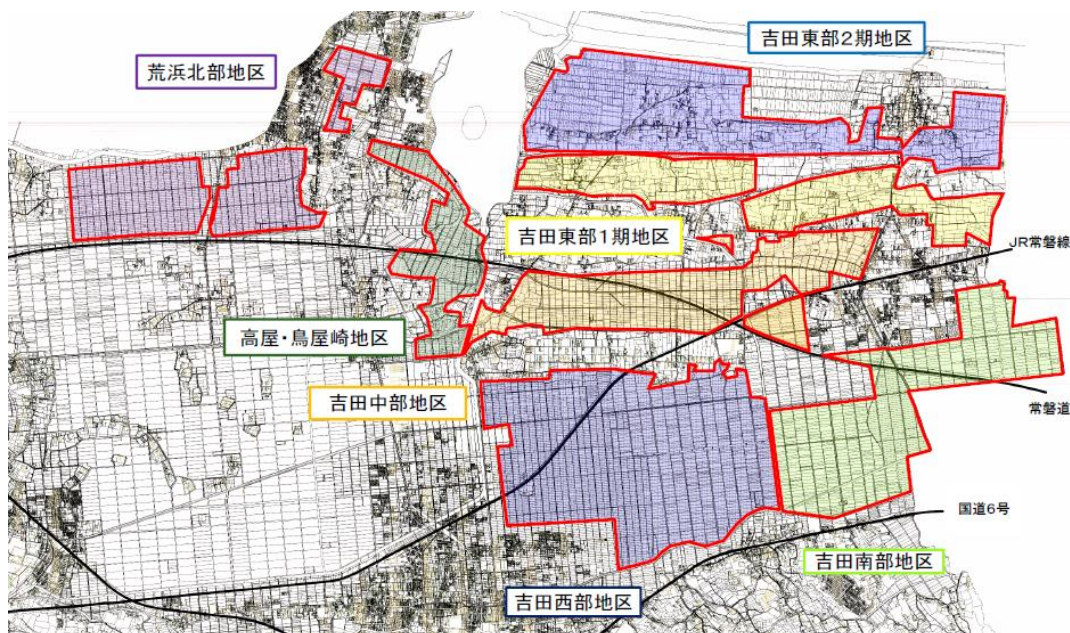 吉田東部2期地区
荒浜北部地区
吉田東部1期地区
JR常磐線
高屋・鳥屋崎地区
吉田中部地区
常磐道
国道6号
吉田南部地区
吉田西部地区